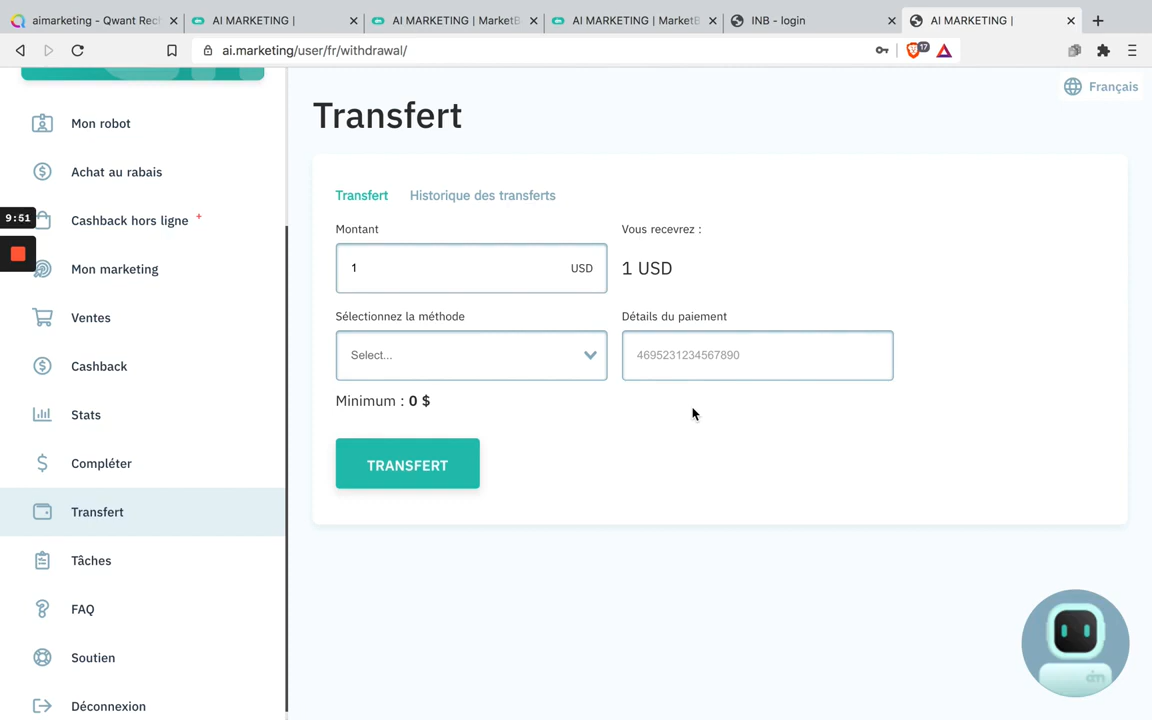 aimarketing - Qwant Rec
AI MARKETING |
AI MARKETING | MarketB
AI MARKETING | MarketB
INB - login
AI MARKETING |
ai.marketing/user/fr/withdrawal/
17
Français
Transfert
Mon robot
Achat au rabais
Cashback hors ligne +
9:51
Mon marketing
Ventes
Cashback
Stats
Compléter
Transfert
Tâches
FAQ
Soutien
Déconnexion
Transfert Historique des transferts
Montant Vous recevrez :
1 USD 1 USD
Sélectionnez la méthode Détails du paiement
Select... 4695231234567890
Minimum : 0 $
TRANSFERT
aim